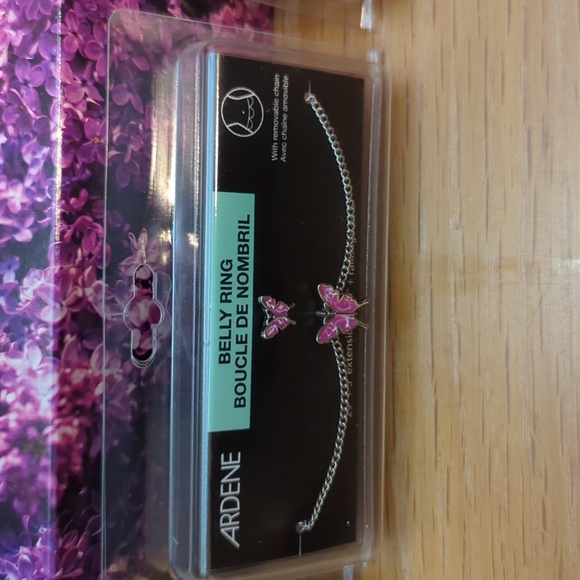 ARDENE
BELLY RING
BOUCLE DE NOMBRIL
With removable chain
Avec chaîne amovible